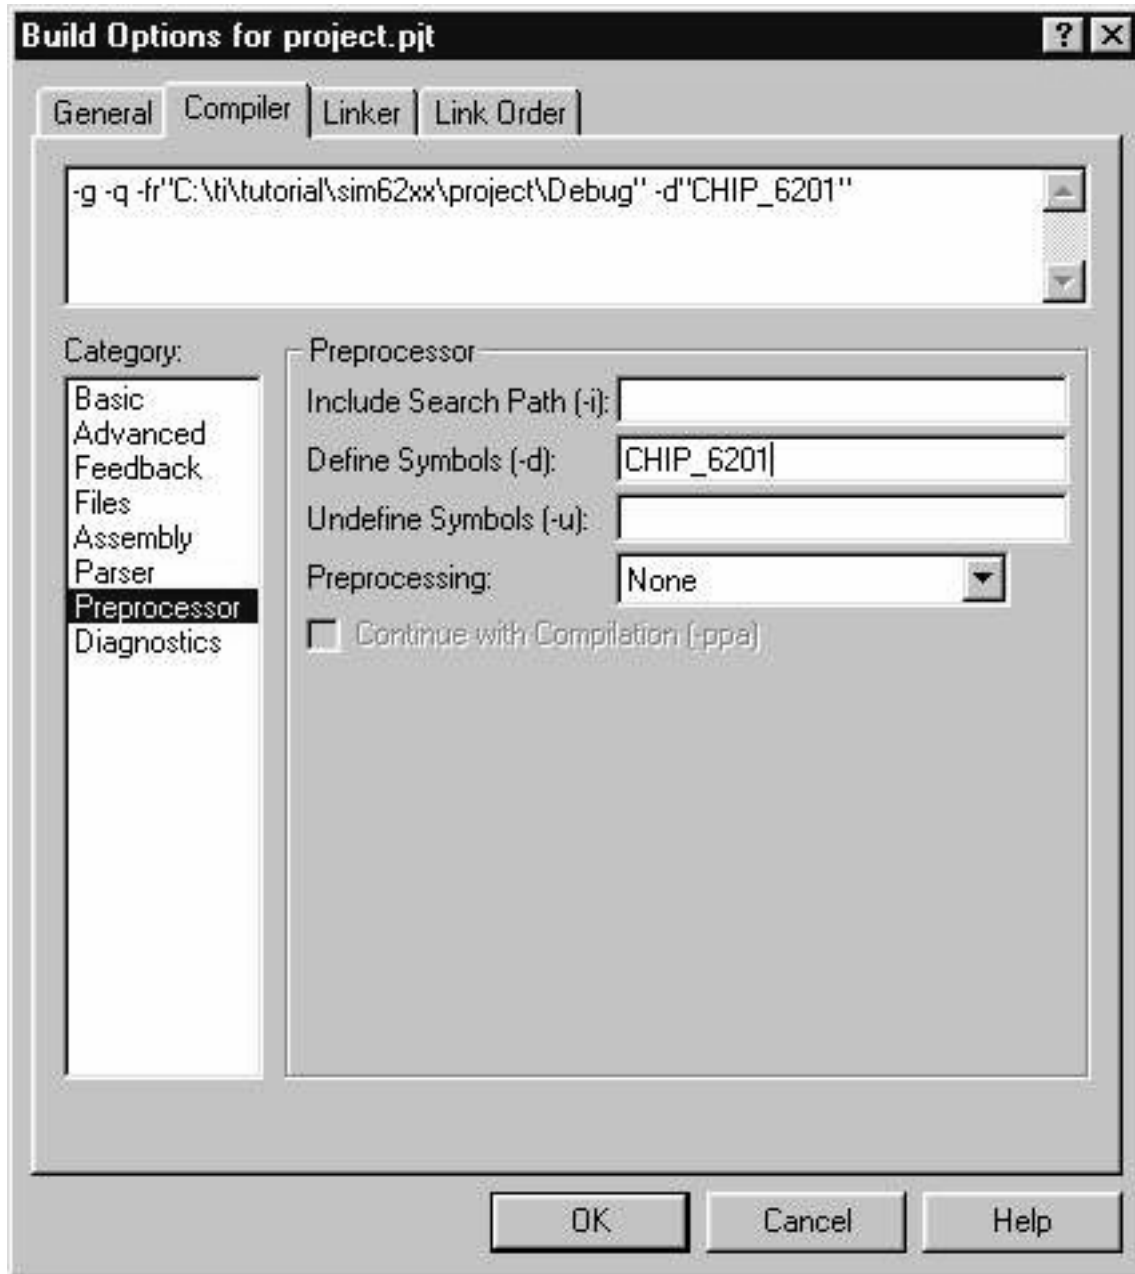 Build Options for project.pjt
General Compiler Linker Link Order
-g -q -fr"C:\ti\tutorial\sim62xx\project\Debug" -d"CHIP_6201"
Category:
Basic
Advanced
Feedback
Files
Assembly
Parser
Preprocessor
Diagnostics
Preprocessor
Include Search Path (-i):
Define Symbols (-d): CHIP_6201
Undefine Symbols (-u):
Preprocessing: None
Continue with Compilation (-ppa)
OK Cancel Help